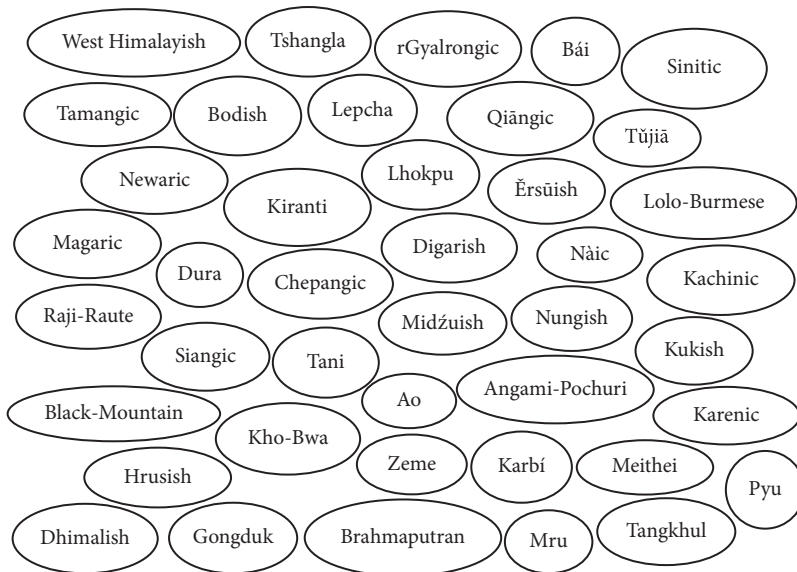 West Himalayish
Tshangla
rGyalrongic
Bái
Sinitic
Tamangic
Bodish
Lepcha
Qiāngic
Tǔjiā
Newaric
Kiranti
Lhokpu
Ěrsūish
Lolo-Burmese
Magaric
Dura
Chepangic
Digarish
Nàic
Kachinic
Raji-Raute
Siangic
Tani
Midźuish
Nungish
Kukish
Black-Mountain
Kho-Bwa
Ao
Angami-Pochuri
Karenic
Hrusish
Zeme
Karbí
Meithei
Pyu
Dhimalish
Gongduk
Brahmaputran
Mru
Tangkhul